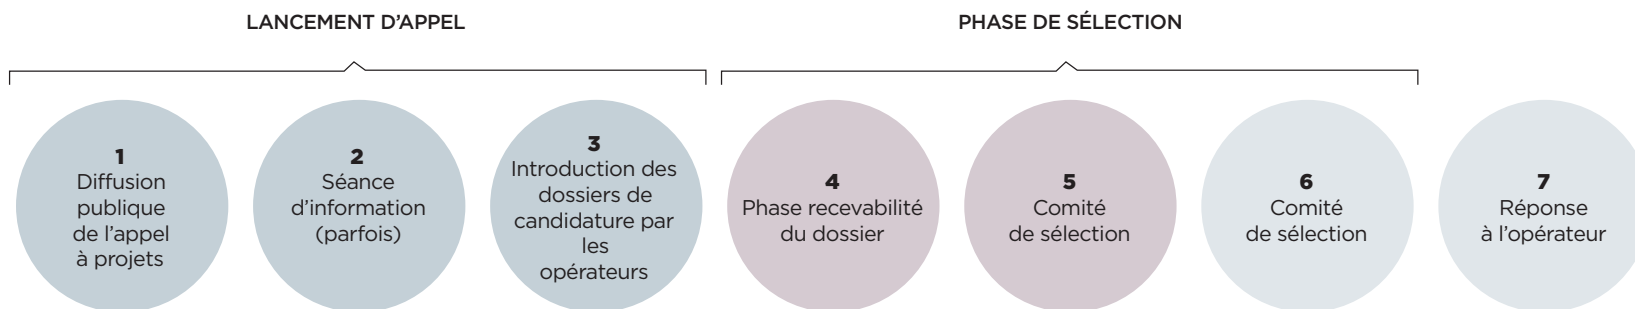 LANCEMENT D'APPEL
PHASE DE SÉLECTION
1
Diffusion
publique
de l'appel
à projets
2
Séance
d'information
(parfois)
3
Introduction des
dossiers de
candidature par
les
opérateurs
4
Phase recevabilité
du dossier
5
Comité
de sélection
6
Comité
de sélection
7
Réponse
à l'opérateur